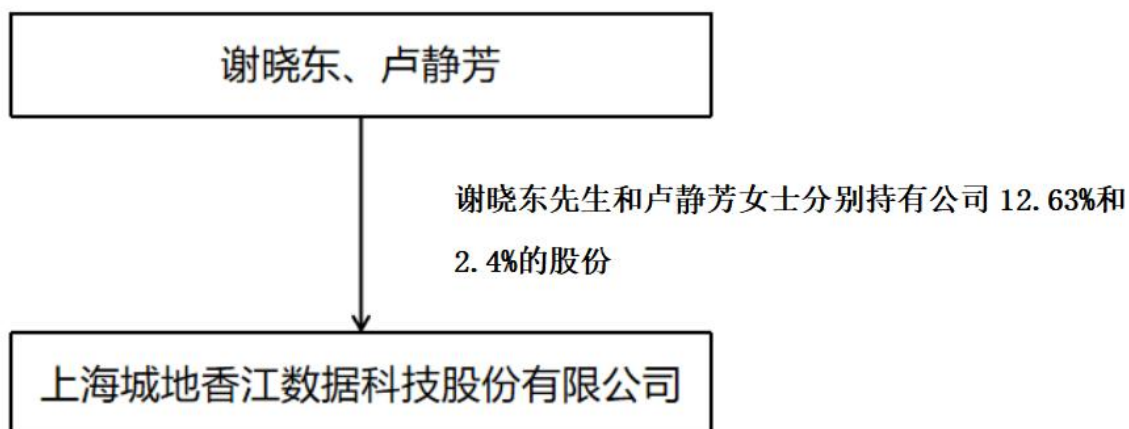 谢晓东、卢静芳
谢晓东先生和卢静芳女士分别持有公司 12.63%和
2.4%的股份
上海城地香江数据科技股份有限公司